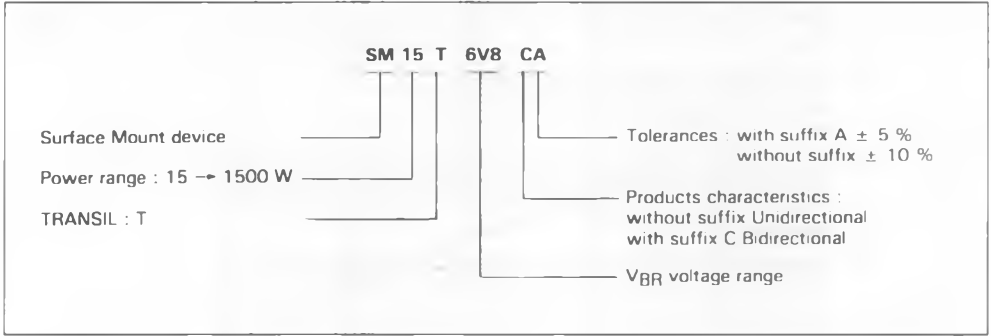 SM 15 T 6V8 CA
Surface Mount device
Power range : 15 → 1500 W
TRANSIL : T
Tolerances : with suffix A ± 5 %
without suffix ± 10 %
Products characteristics :
without suffix Unidirectional
with suffix C Bidirectional
VBR voltage range